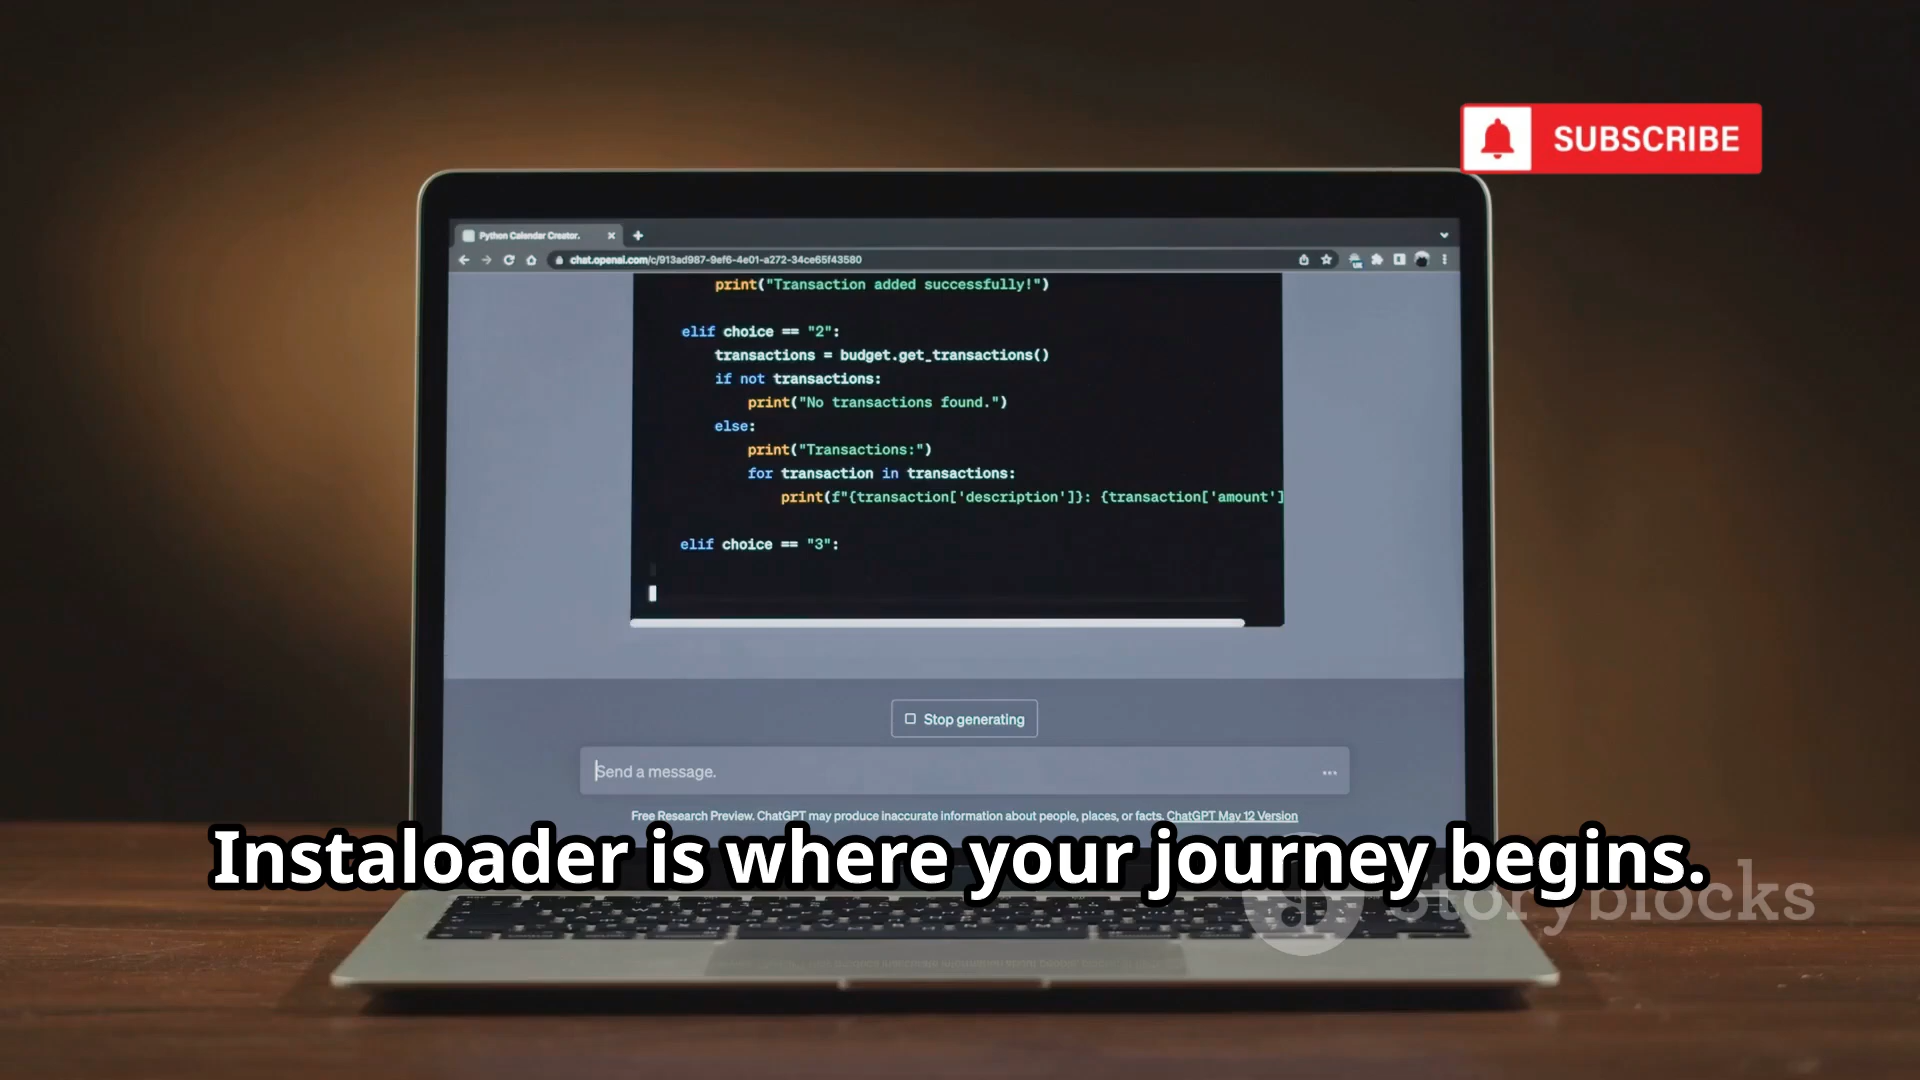 SUBSCRIBE
Python Calendar Creator.
chat.openai.com/c/913ad987-9ef6-4e01-a272-34ce65f43580
print("Transaction added successfully!")
elif choice == "2":
transactions = budget.get_transactions()
if not transactions:
print("No transactions found.")
else:
print("Transactions:")
for transaction in transactions:
print(f"{transaction['description']}: {transaction['amount']
elif choice == "3":
Stop generating
Send a message.
Free Research Preview. ChatGPT may produce inaccurate information about people, places, or facts. ChatGPT May 12 Version
Instaloader is where your journey begins.
Storyblocks